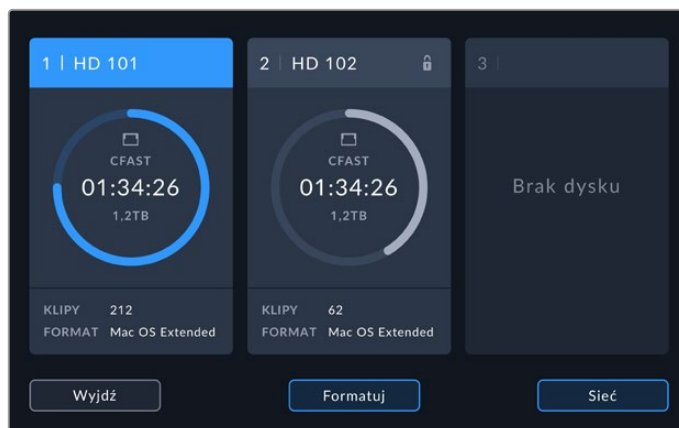 1 | HD 101
CFAST
01:34:26
1,2TB
KLIPY 212
FORMAT Mac OS Extended
2 | HD 102
CFAST
01:34:26
1,2TB
KLIPY 62
FORMAT Mac OS Extended
3 |
Brak dysku
Wyjdź
Formatuj
Sieć